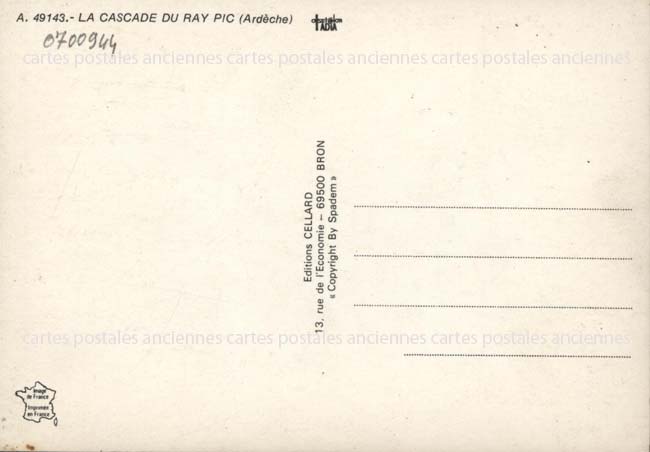 A. 49143.- LA CASCADE DU RAY PIC (Ardèche)
0700944
cartes postales anciennes cartes postales anciennes cartes postales anciennes
Editions CELLARD
13, rue de l'Economie - 69500 BRON
« Copyright By Spadem »
cartes postales anciennes cartes postales anciennes cartes postales anciennes
Image
de France
Imprimée
en France